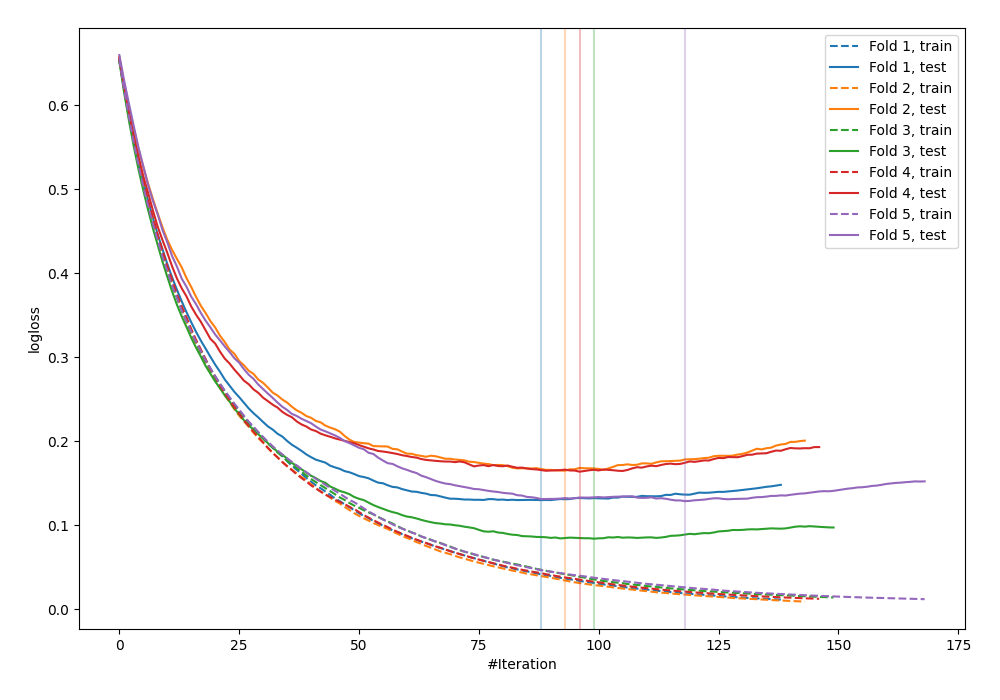 Fold 1, train
Fold 1, test
Fold 2, train
Fold 2, test
Fold 3, train
Fold 3, test
Fold 4, train
Fold 4, test
Fold 5, train
Fold 5, test
logloss
0.6
0.5
0.4
0.3
0.2
0.1
0.0
0 25 50 75 100 125 150 175
#Iteration